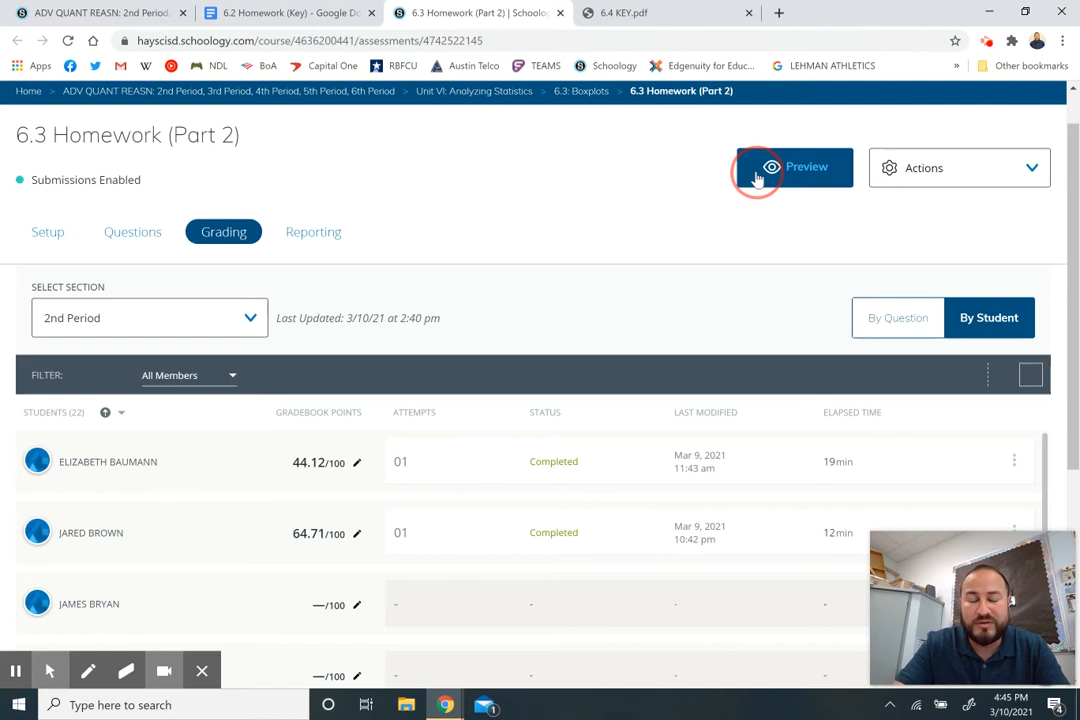 ADV QUANT REASN: 2nd Period,
6.2 Homework (Key) - Google Do
6.3 Homework (Part 2) | Schoolo
6.4 KEY.pdf
hayscisd.schoology.com/course/4636200441/assessments/4742522145
Apps
NDL
BoA
Capital One
RBFCU
Austin Telco
TEAMS
Schoology
Edgenuity for Educ...
LEHMAN ATHLETICS
»
Other bookmarks
Home > ADV QUANT REASN: 2nd Period, 3rd Period, 4th Period, 5th Period, 6th Period > Unit VI: Analyzing Statistics > 6.3: Boxplots > 6.3 Homework (Part 2)
6.3 Homework (Part 2)
Preview
Actions
Submissions Enabled
Setup
Questions
Grading
Reporting
SELECT SECTION
2nd Period
Last Updated: 3/10/21 at 2:40 pm
By Question
By Student
FILTER:
All Members
STUDENTS (22)
GRADEBOOK POINTS
ATTEMPTS
STATUS
LAST MODIFIED
ELAPSED TIME
ELIZABETH BAUMANN
44.12/100
01
Completed
Mar 9, 2021
11:43 am
19min
JARED BROWN
64.71/100
01
Completed
Mar 9, 2021
10:42 pm
12min
JAMES BRYAN
—/100
-
-
-
-
—/100
-
-
-
-
Type here to search
1
4:45 PM
3/10/2021
4